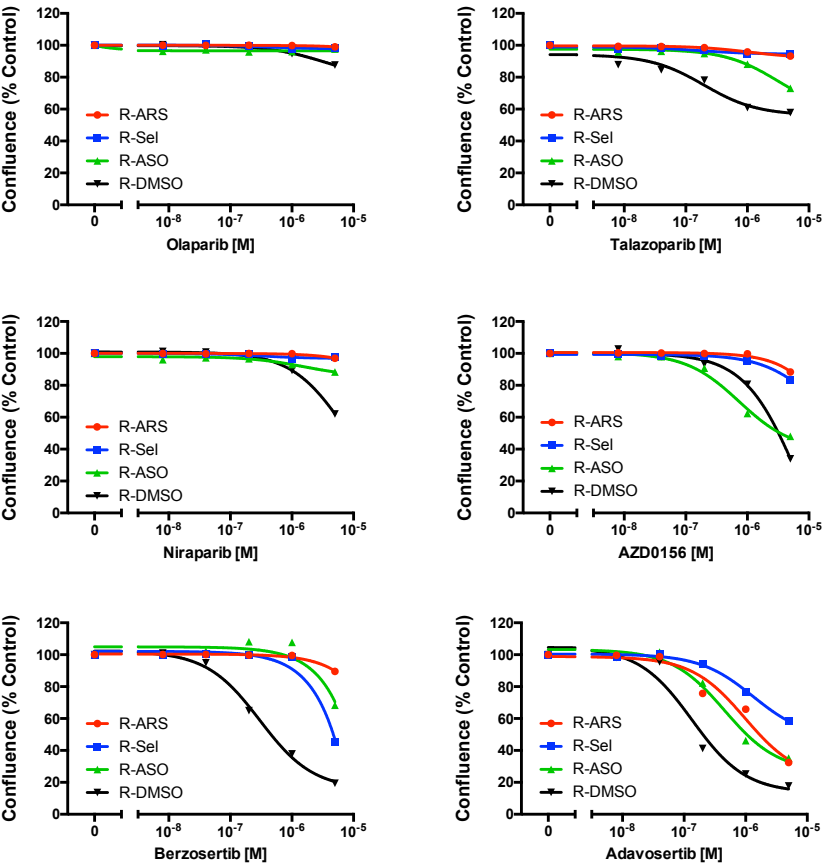 Confluence (% Control)
120
100
80
60
40
20
0
R-ARS
R-Sel
R-ASO
R-DMSO
0 10-8 10-7 10-6 10-5
Olaparib [M]
Confluence (% Control)
120
100
80
60
40
20
0
R-ARS
R-Sel
R-ASO
R-DMSO
0 10-8 10-7 10-6 10-5
Talazoparib [M]
Confluence (% Control)
120
100
80
60
40
20
0
R-ARS
R-Sel
R-ASO
R-DMSO
0 10-8 10-7 10-6 10-5
Niraparib [M]
Confluence (% Control)
120
100
80
60
40
20
0
R-ARS
R-Sel
R-ASO
R-DMSO
0 10-8 10-7 10-6 10-5
AZD0156 [M]
Confluence (% Control)
120
100
80
60
40
20
0
R-ARS
R-Sel
R-ASO
R-DMSO
0 10-8 10-7 10-6 10-5
Berzosertib [M]
Confluence (% Control)
120
100
80
60
40
20
0
R-ARS
R-Sel
R-ASO
R-DMSO
0 10-8 10-7 10-6 10-5
Adavosertib [M]